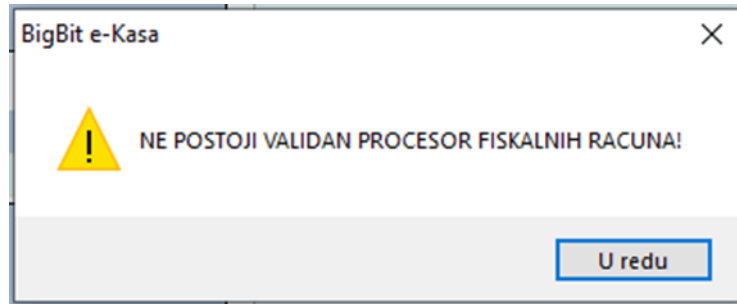 BigBit e-Kasa
NE POSTOJI VALIDAN PROCESOR FISKALNIH RACUNA!
U redu